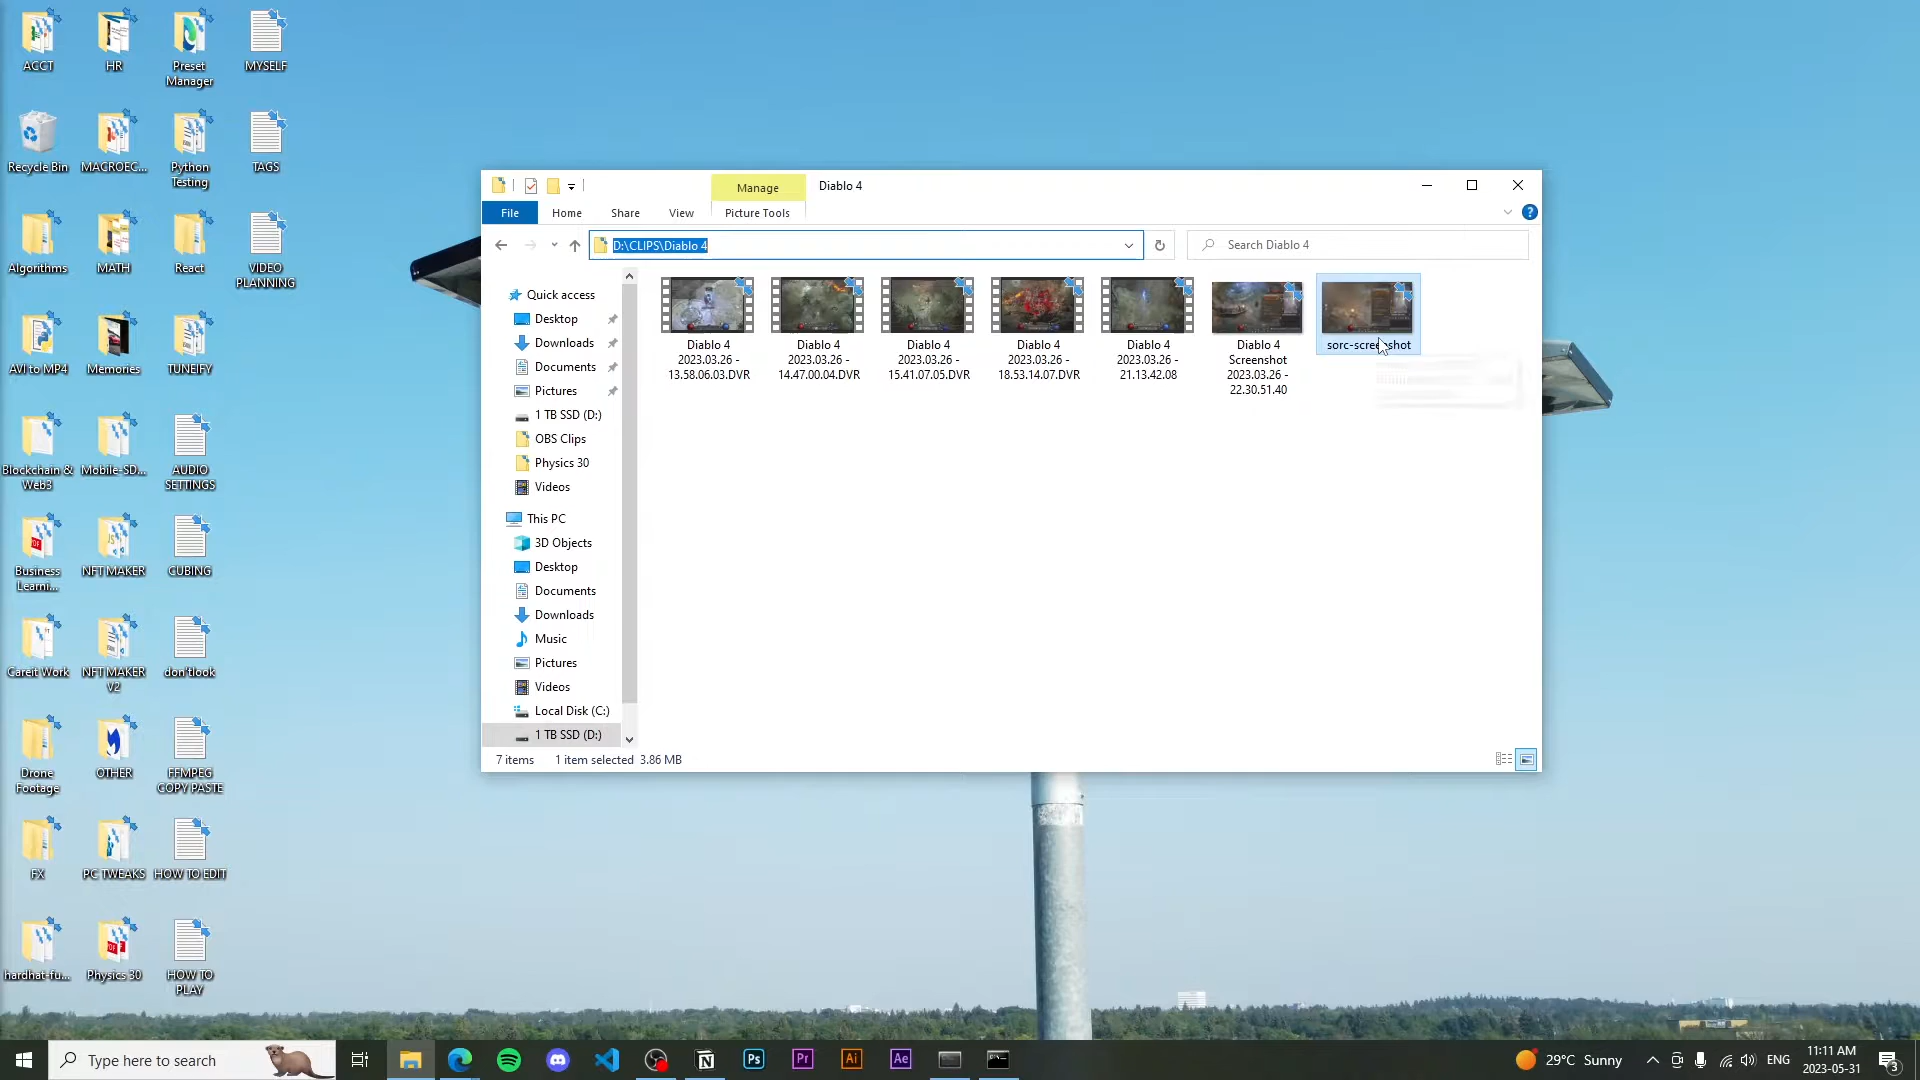 ACCT
HR
Preset
Manager
MYSELF
Recycle Bin
MACROEC...
Python
Testing
TAGS
Algorithms
MATH
React
VIDEO
PLANNING
AVI to MP4
Memories
TUNEIFY
Blockchain &
Web3
Mobile-SD...
AUDIO
SETTINGS
Business
Learni...
NFT MAKER
CUBING
Careit Work
NFT MAKER
V2
don'tlook
Drone
Footage
OTHER
FFMPEG
COPY PASTE
FX
PC TWEAKS
HOW TO EDIT
hardhat-fu...
Physics 30
HOW TO
PLAY
Manage
Diablo 4
File
Home
Share
View
Picture Tools
D:\CLIPS\Diablo 4
Search Diablo 4
Quick access
Desktop
Downloads
Documents
Pictures
1 TB SSD (D:)
OBS Clips
Physics 30
Videos
This PC
3D Objects
Desktop
Documents
Downloads
Music
Pictures
Videos
Local Disk (C:)
1 TB SSD (D:)
Diablo 4
2023.03.26 -
13.58.06.03.DVR
Diablo 4
2023.03.26 -
14.47.00.04.DVR
Diablo 4
2023.03.26 -
15.41.07.05.DVR
Diablo 4
2023.03.26 -
18.53.14.07.DVR
Diablo 4
2023.03.26 -
21.13.42.08
Diablo 4
Screenshot
2023.03.26 -
22.30.51.40
sorc-screenshot
7 items
1 item selected 3.86 MB
Type here to search
Ps
Pr
Ai
Ae
29°C Sunny
ENG
11:11 AM
2023-05-31
3